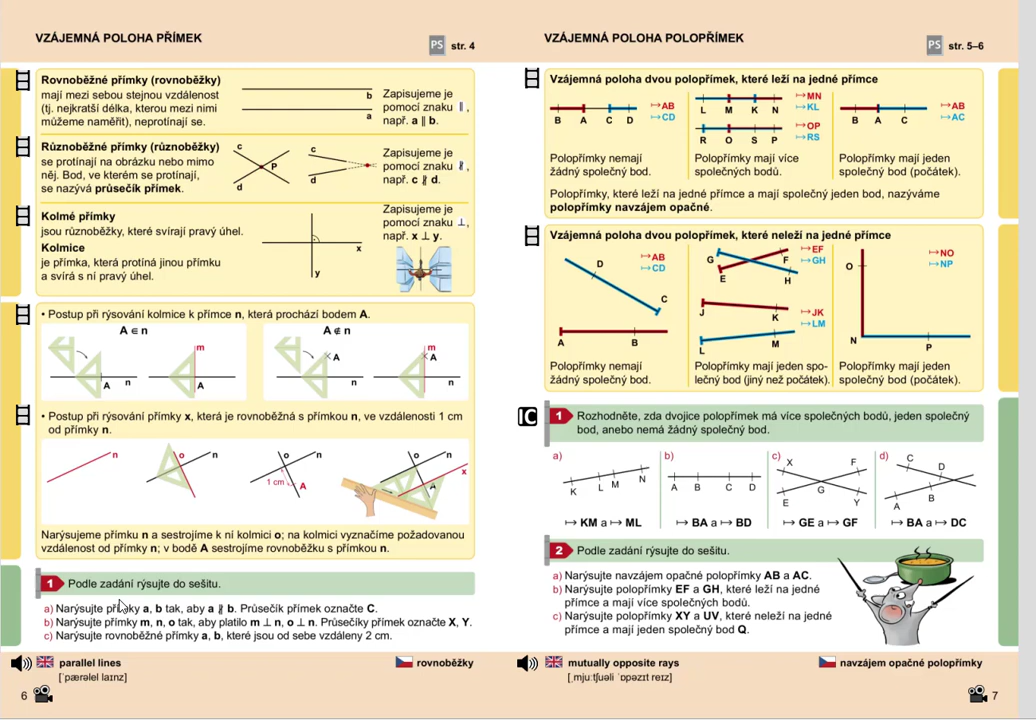 VZÁJEMNÁ POLOHA PŘÍMEK
PS str. 4
Rovnoběžné přímky (rovnoběžky)
mají mezi sebou stejnou vzdálenost
(tj. nejkratší délka, kterou mezi nimi
můžeme naměřit), neprotínají se.
b
a
Zapisujeme je
pomocí znaku ∥,
např. a ∥ b.
Různoběžné přímky (různoběžky)
se protínají na obrázku nebo mimo
něj. Bod, ve kterém se protínají,
se nazývá průsečík přímek.
c
P
d
c
d
Zapisujeme je
pomocí znaku ∦,
např. c ∦ d.
Kolmé přímky
jsou různoběžky, které svírají pravý úhel.
Kolmice
je přímka, která protíná jinou přímku
a svírá s ní pravý úhel.
x
y
Zapisujeme je
pomocí znaku ⊥,
např. x ⊥ y.
• Postup při rýsování kolmice k přímce n, která prochází bodem A.
A ∈ n
A ∉ n
A n
m
A
A
n
m
A
n
• Postup při rýsování přímky x, která je rovnoběžná s přímkou n, ve vzdálenosti 1 cm
od přímky n.
n
o n
o n
1 cm A
o n
x
A
Narýsujeme přímku n a sestrojíme k ní kolmici o; na kolmici vyznačíme požadovanou
vzdálenost od přímky n; v bodě A sestrojíme rovnoběžku s přímkou n.
1 Podle zadání rýsujte do sešitu.
a) Narýsujte přímky a, b tak, aby a ∦ b. Průsečík přímek označte C.
b) Narýsujte přímky m, n, o tak, aby platilo m ⊥ n, o ⊥ n. Průsečíky přímek označte X, Y.
c) Narýsujte rovnoběžné přímky a, b, které jsou od sebe vzdáleny 2 cm.
parallel lines
[ˈpærəlel laɪnz]
rovnoběžky
6
VZÁJEMNÁ POLOHA POLOPŘÍMEK
PS str. 5–6
Vzájemná poloha dvou polopřímek, které leží na jedné přímce
B A C D
↦AB
↦CD
Polopřímky nemají
žádný společný bod.
L M K N
↦MN
↦KL
R O S P
↦OP
↦RS
Polopřímky mají více
společných bodů.
B A C
↦AB
↦AC
Polopřímky mají jeden
společný bod (počátek).
Polopřímky, které leží na jedné přímce a mají společný jeden bod, nazýváme
polopřímky navzájem opačné.
Vzájemná poloha dvou polopřímek, které neleží na jedné přímce
D
C
A B
↦AB
↦CD
Polopřímky nemají
žádný společný bod.
G F
E H
↦EF
↦GH
J K
L M
↦JK
↦LM
Polopřímky mají jeden spo-
lečný bod (jiný než počátek).
O
N P
↦NO
↦NP
Polopřímky mají jeden
společný bod (počátek).
IC
1 Rozhodněte, zda dvojice polopřímek má více společných bodů, jeden společný
bod, anebo nemá žádný společný bod.
a)
K L M N
↦ KM a ↦ ML
b)
A B C D
↦ BA a ↦ BD
c)
X F
G
E Y
↦ GE a ↦ GF
d)
C D
A B
↦ BA a ↦ DC
2 Podle zadání rýsujte do sešitu.
a) Narýsujte navzájem opačné polopřímky AB a AC.
b) Narýsujte polopřímky EF a GH, které leží na jedné
přímce a mají více společných bodů.
c) Narýsujte polopřímky XY a UV, které neleží na jedné
přímce a mají jeden společný bod Q.
mutually opposite rays
[ˌmjuːtʃuəli ˈɒpəzɪt reɪz]
navzájem opačné polopřímky
7